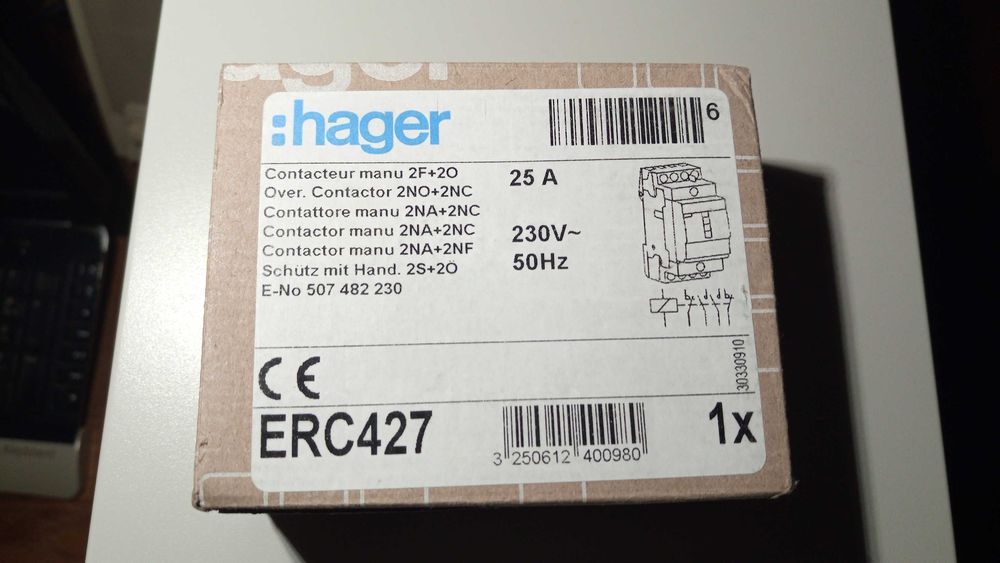 ager
:hager
6
Contacteur manu 2F+2O
Over. Contactor 2NO+2NC
Contattore manu 2NA+2NC
Contactor manu 2NA+2NC
Contactor manu 2NA+2NF
Schütz mit Hand. 2S+2Ö
E-No 507 482 230
25 A
230V~
50Hz
30330910
CE
ERC427
3 250612 400980
1x